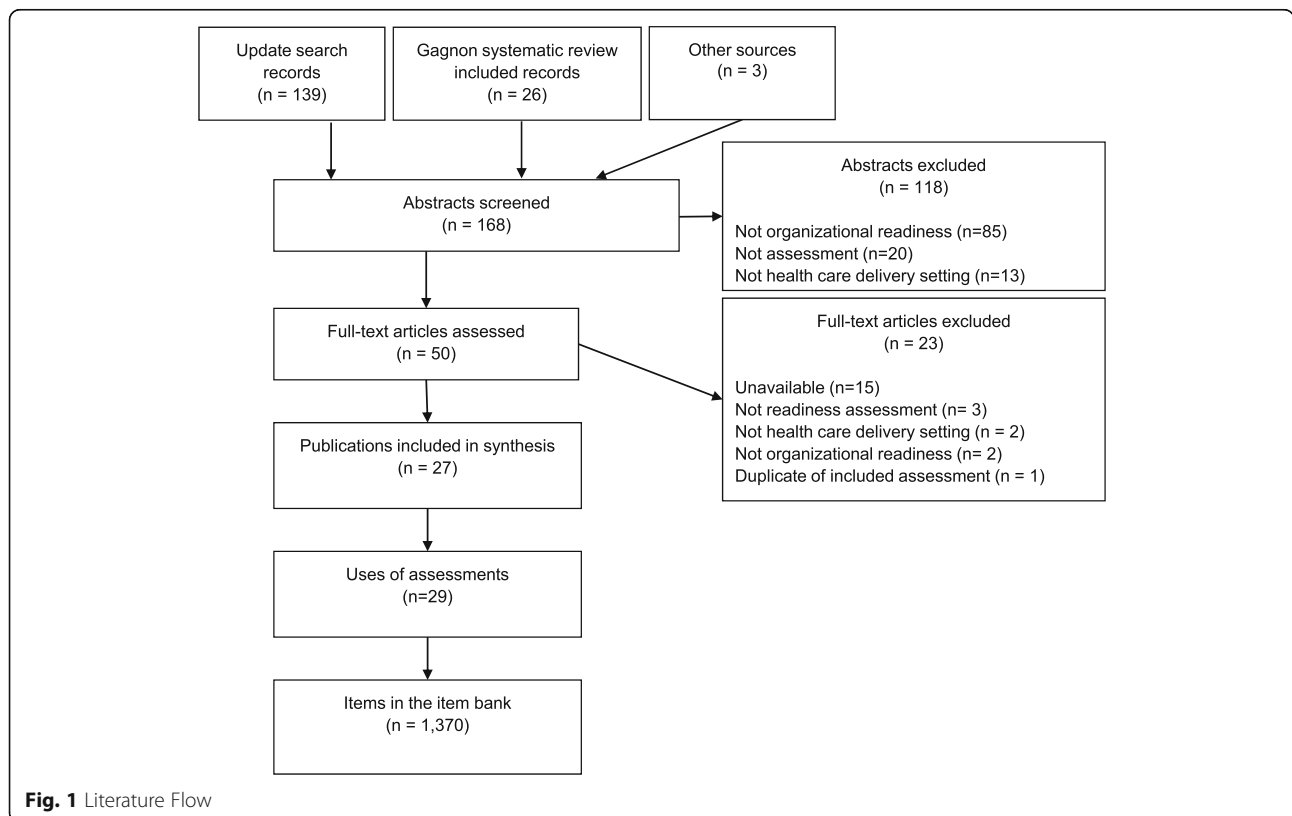 Update search
records
(n = 139)
Gagnon systematic review
included records
(n = 26)
Other sources
(n = 3)
Abstracts screened
(n = 168)
Abstracts excluded
(n = 118)
Not organizational readiness (n=85)
Not assessment (n=20)
Not health care delivery setting (n=13)
Full-text articles assessed
(n = 50)
Full-text articles excluded
(n = 23)
Unavailable (n=15)
Not readiness assessment (n= 3)
Not health care delivery setting (n = 2)
Not organizational readiness (n= 2)
Duplicate of included assessment (n = 1)
Publications included in synthesis
(n = 27)
Uses of assessments
(n=29)
Items in the item bank
(n = 1,370)
Fig. 1 Literature Flow